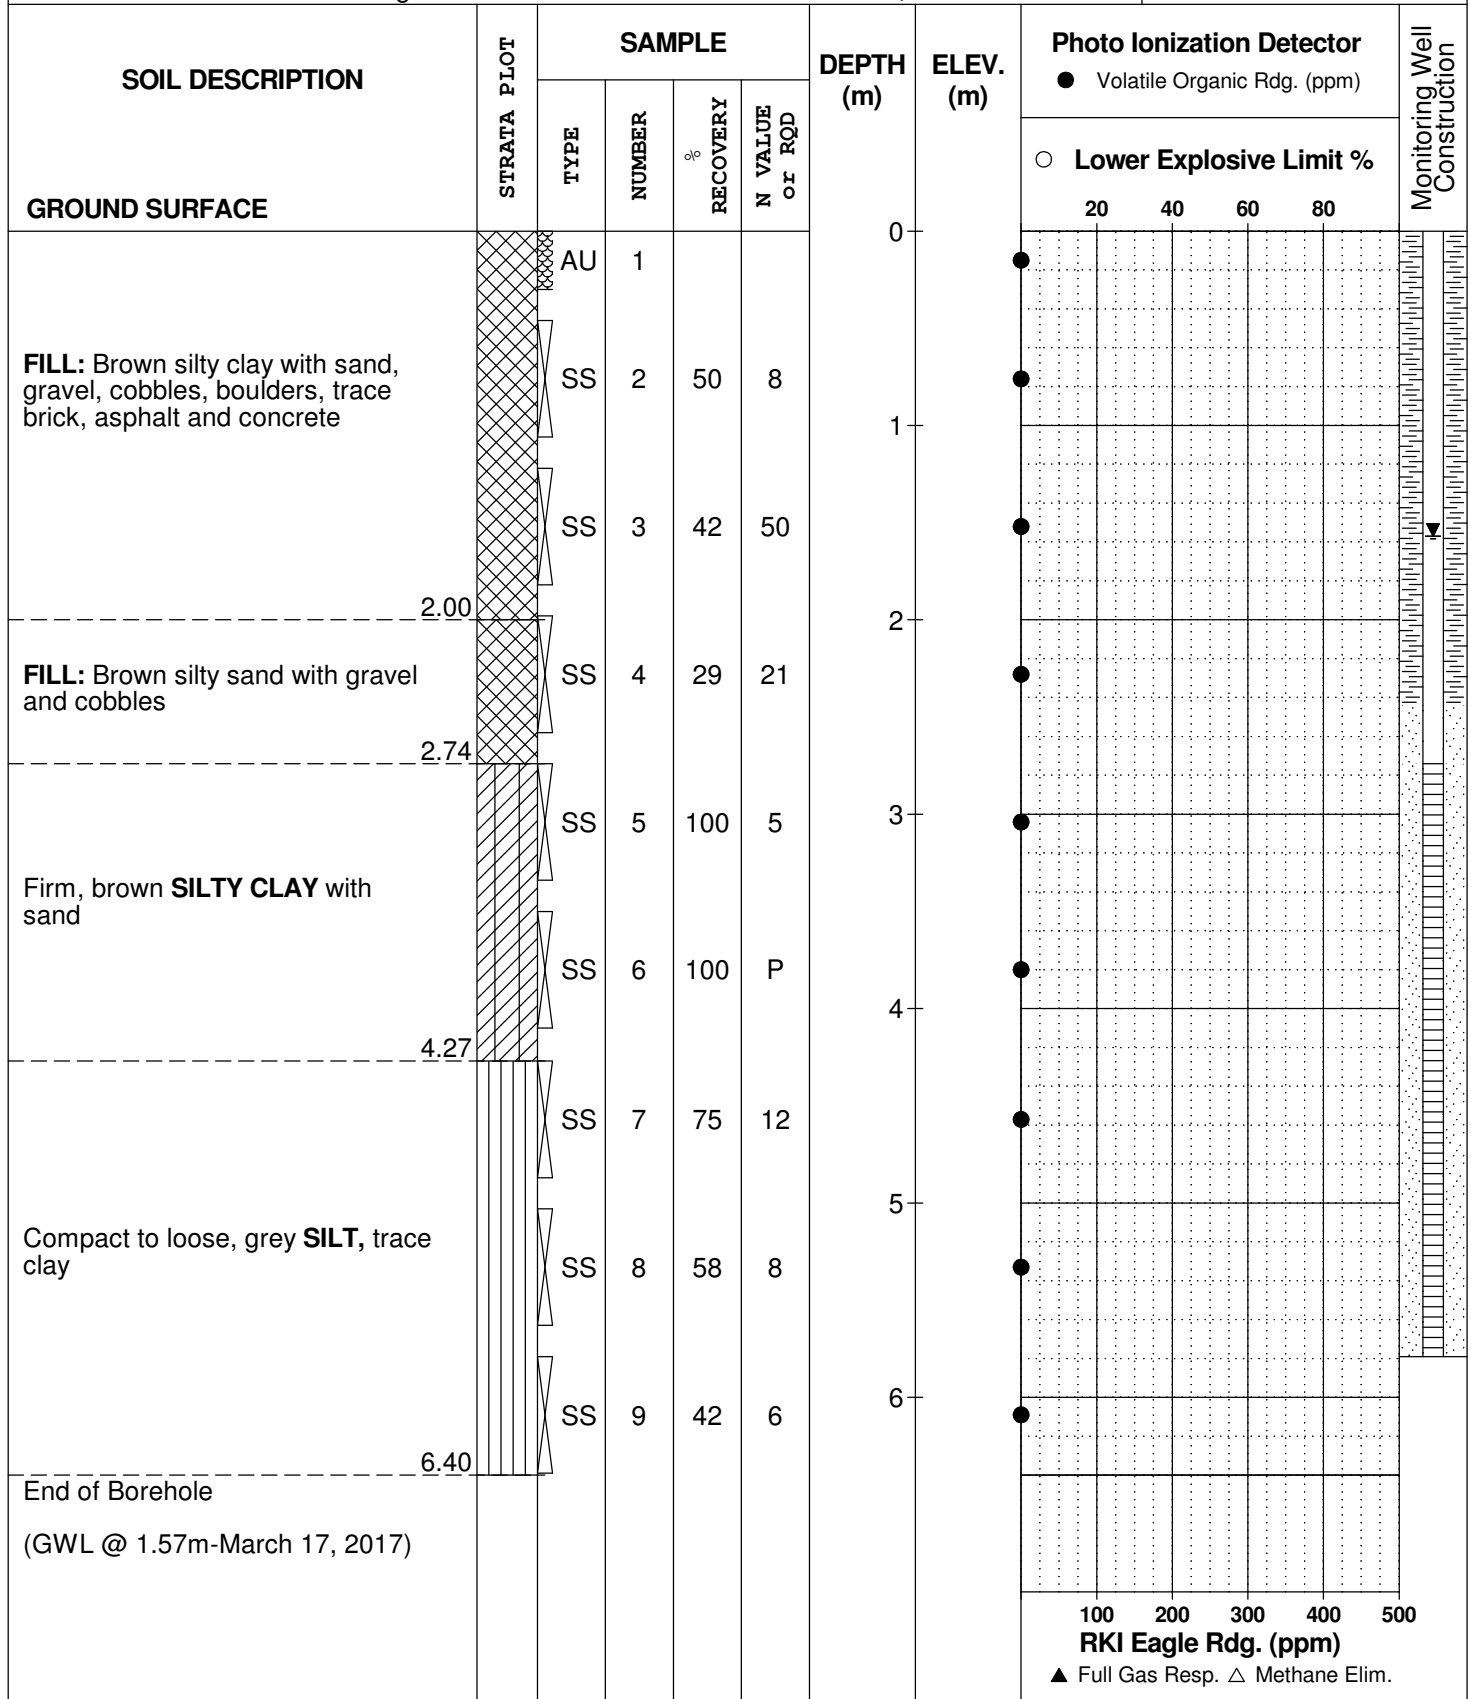 SOIL DESCRIPTION
GROUND SURFACE
STRATA PLOT
SAMPLE
TYPE
NUMBER
%
RECOVERY
N VALUE
or RQD
DEPTH
(m)
ELEV.
(m)
Photo Ionization Detector
● Volatile Organic Rdg. (ppm)
○ Lower Explosive Limit %
20 40 60 80
Monitoring Well
Construction
0
AU 1
FILL: Brown silty clay with sand,
gravel, cobbles, boulders, trace
brick, asphalt and concrete
SS 2 50 8
1
SS 3 42 50
2.00
2
FILL: Brown silty sand with gravel
and cobbles
SS 4 29 21
2.74
3
SS 5 100 5
Firm, brown SILTY CLAY with
sand
SS 6 100 P
4
4.27
SS 7 75 12
5
Compact to loose, grey SILT, trace
clay
SS 8 58 8
6
SS 9 42 6
6.40
End of Borehole
(GWL @ 1.57m-March 17, 2017)
100 200 300 400 500
RKI Eagle Rdg. (ppm)
▲ Full Gas Resp. △ Methane Elim.